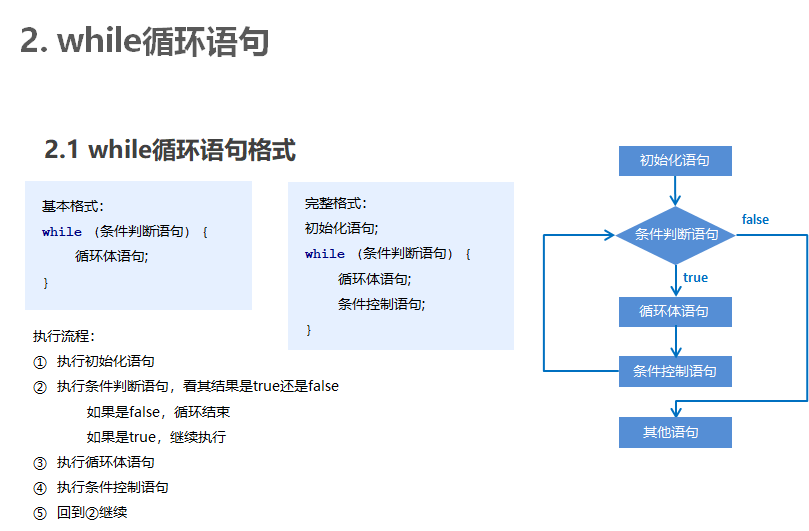 2. while循环语句
2.1 while循环语句格式
基本格式：
while （条件判断语句）{
循环体语句;
}
完整格式：
初始化语句;
while （条件判断语句）{
循环体语句;
条件控制语句;
}
执行流程：
① 执行初始化语句
② 执行条件判断语句，看其结果是true还是false
如果是false，循环结束
如果是true，继续执行
③ 执行循环体语句
④ 执行条件控制语句
⑤ 回到②继续
初始化语句
条件判断语句
false
true
循环体语句
条件控制语句
其他语句